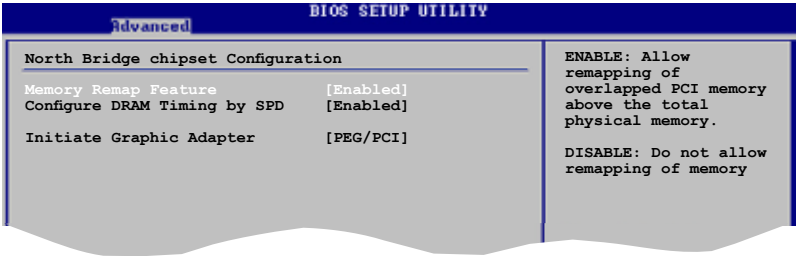 BIOS SETUP UTILITY
Advanced
North Bridge chipset Configuration
Memory Remap Feature [Enabled]
Configure DRAM Timing by SPD [Enabled]
Initiate Graphic Adapter [PEG/PCI]
ENABLE: Allow
remapping of
overlapped PCI memory
above the total
physical memory.
DISABLE: Do not allow
remapping of memory